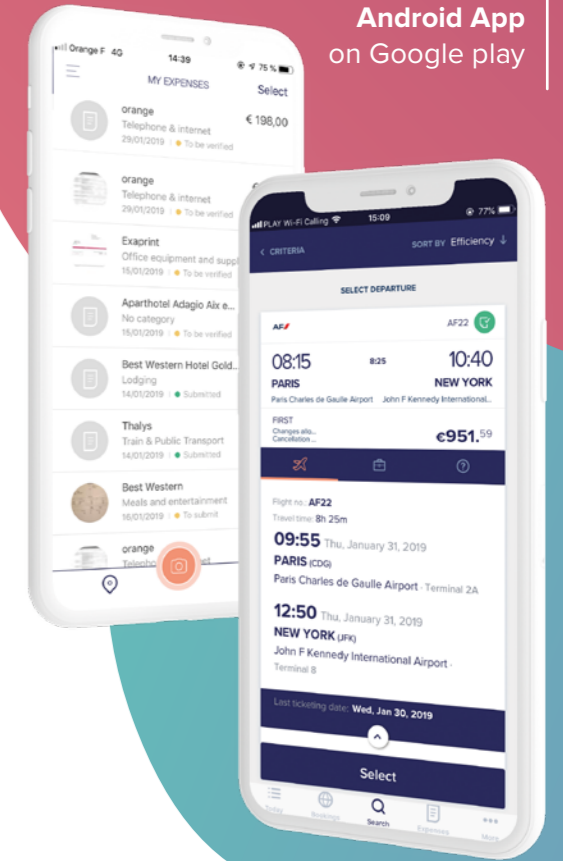 Android App
on Google play
Orange F 4G
14:39
75 %
MY EXPENSES
Select
orange
€ 198,00
Telephone & internet
29/01/2019 | To be verified
orange
Telephone & internet
29/01/2019 | To be verified
Exaprint
Office equipment and suppl
15/01/2019 | To be verified
Aparthotel Adagio Aix e...
No category
15/01/2019 | To be verified
Best Western Hotel Gold..
Lodging
14/01/2019 | Submitted
Thalys
Train & Public Transport
14/01/2019 | Submitted
Best Western
Meals and entertainment
16/01/2019 | To submit
orange
PLAY Wi-Fi Calling
15:09
77%
< CRITERIA
SORT BY Efficiency ↓
SELECT DEPARTURE
AF
AF22
08:15
8:25
10:40
PARIS
NEW YORK
Paris Charles de Gaulle Airport
John F Kennedy International...
FIRST
Changes allo...
Cancellation ...
€951.59
Flight no.: AF22
Travel time: 8h 25m
09:55 Thu, January 31, 2019
PARIS (CDG)
Paris Charles de Gaulle Airport · Terminal 2A
12:50 Thu, January 31, 2019
NEW YORK (JFK)
John F Kennedy International Airport ·
Terminal 8
Last ticketing date: Wed, Jan 30, 2019
Select
Today
Bookings
Search
Expenses
More